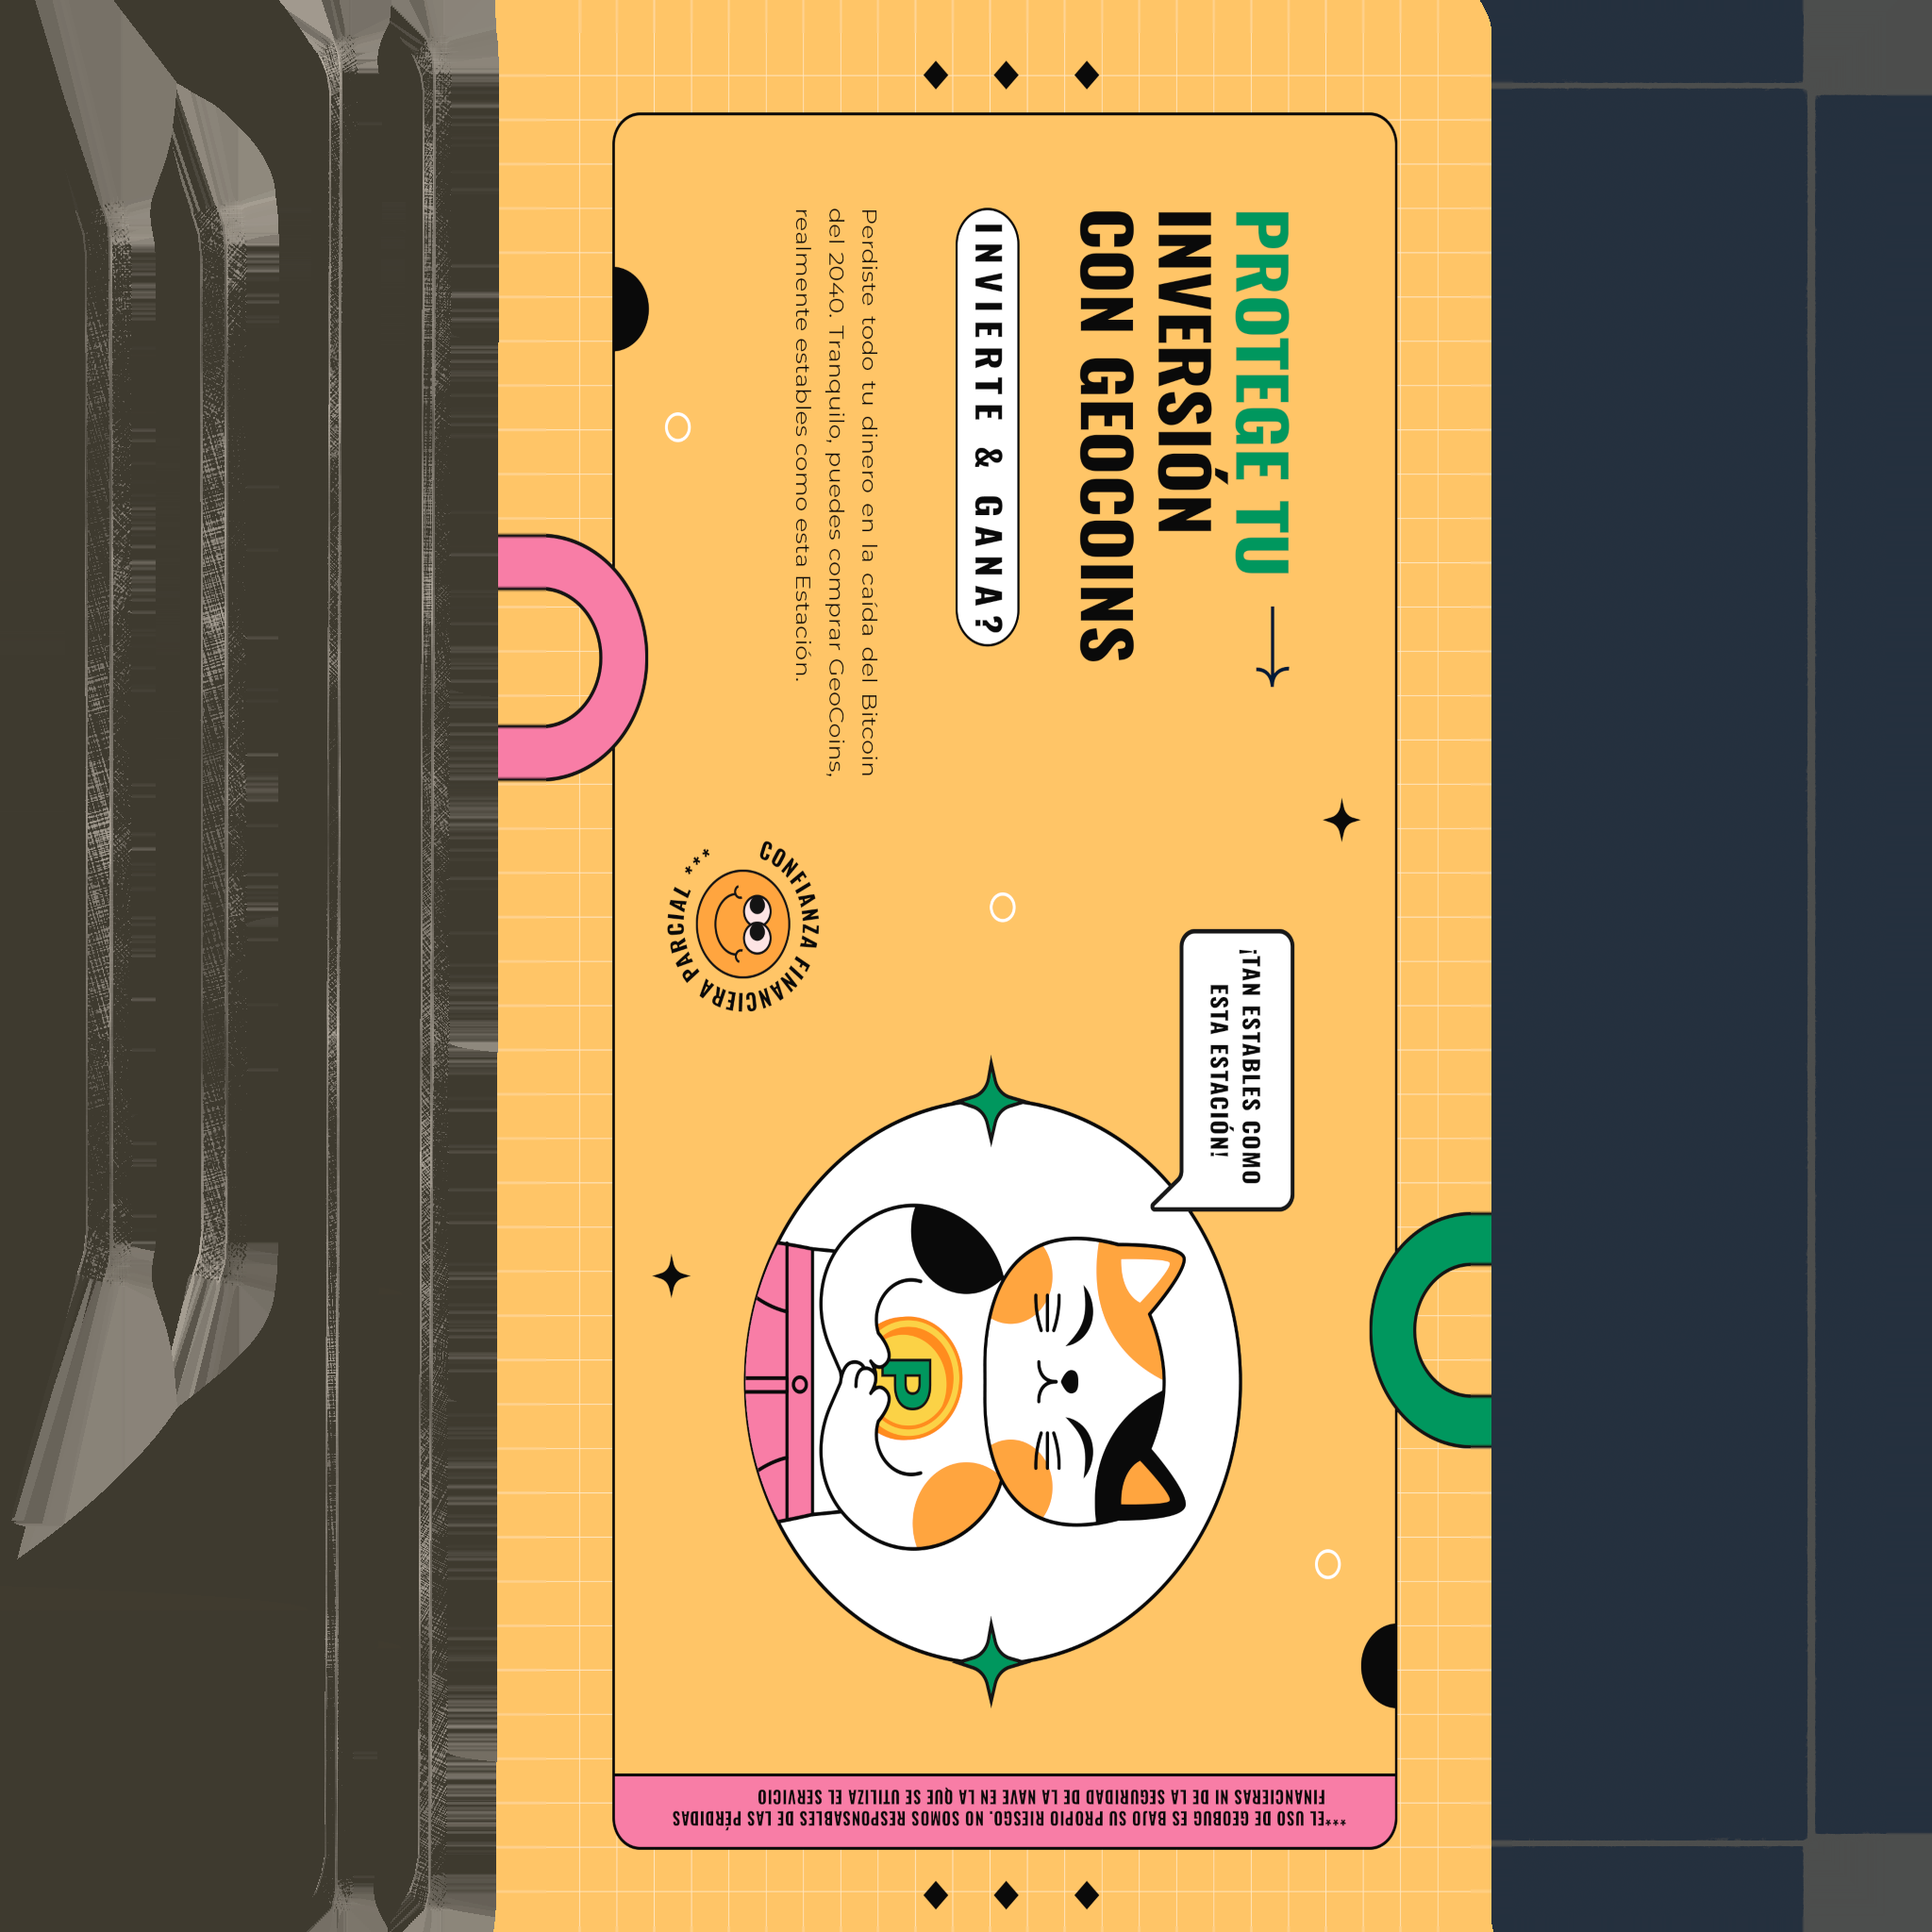 PROTEGE TU
INVERSIÓN
CON GEOCOINS
INVIERTE & GANA?
Perdiste todo tu dinero en la caída del Bitcoin
del 2040. Tranquilo, puedes comprar GeoCoins,
realmente estables como esta Estación.
CONFIANZA FINANCIERA PARCIAL ***
¡TAN ESTABLES COMO
ESTA ESTACIÓN!
P
***EL USO DE GEOBUG ES BAJO SU PROPIO RIESGO. NO SOMOS RESPONSABLES DE LAS PÉRDIDAS
FINANCIERAS NI DE LA SEGURIDAD DE LA NAVE EN LA QUE SE UTILIZA EL SERVICIO